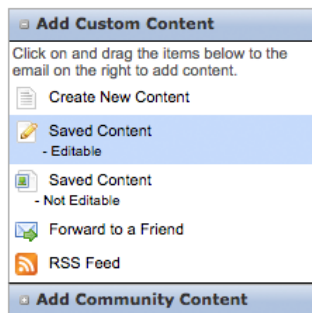 Add Custom Content
Click on and drag the items below to the
email on the right to add content.
Create New Content
Saved Content
- Editable
Saved Content
- Not Editable
Forward to a Friend
RSS Feed
Add Community Content